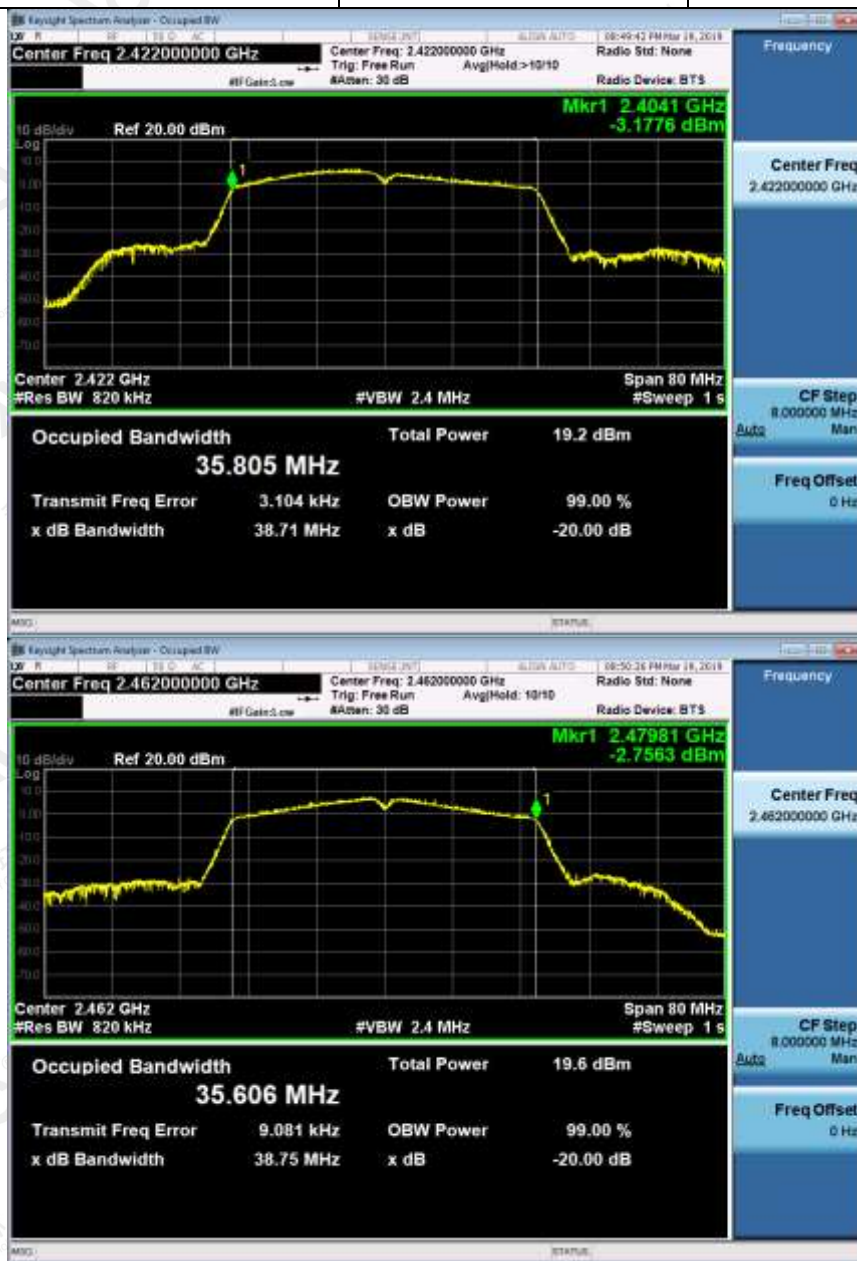 Keysight Spectrum Analyzer - Occupied BW
Center Freq 2.422000000 GHz
Center Freq: 2.422000000 GHz
Radio Std: None
Trig: Free Run Avg|Hold:>10/10
#IFGain:Low #Atten: 30 dB Radio Device: BTS
Frequency
Mkr1 2.4041 GHz
-3.1776 dBm
10 dB/div Ref 20.00 dBm
Log
1
Center Freq
2.422000000 GHz
Center 2.422 GHz Span 80 MHz
#Res BW 820 kHz #VBW 2.4 MHz #Sweep 1 s
CF Step
8.000000 MHz
Auto Man
Occupied Bandwidth Total Power 19.2 dBm
35.805 MHz
Transmit Freq Error 3.104 kHz OBW Power 99.00 %
x dB Bandwidth 38.71 MHz x dB -20.00 dB
Freq Offset
0 Hz
MSG STATUS
Keysight Spectrum Analyzer - Occupied BW
Center Freq 2.462000000 GHz
Center Freq: 2.462000000 GHz
Radio Std: None
Trig: Free Run Avg|Hold: 10/10
#IFGain:Low #Atten: 30 dB Radio Device: BTS
Frequency
Mkr1 2.47981 GHz
-2.7563 dBm
10 dB/div Ref 20.00 dBm
Log
1
Center Freq
2.462000000 GHz
Center 2.462 GHz Span 80 MHz
#Res BW 820 kHz #VBW 2.4 MHz #Sweep 1 s
CF Step
8.000000 MHz
Auto Man
Occupied Bandwidth Total Power 19.6 dBm
35.606 MHz
Transmit Freq Error 9.081 kHz OBW Power 99.00 %
x dB Bandwidth 38.75 MHz x dB -20.00 dB
Freq Offset
0 Hz
MSG STATUS